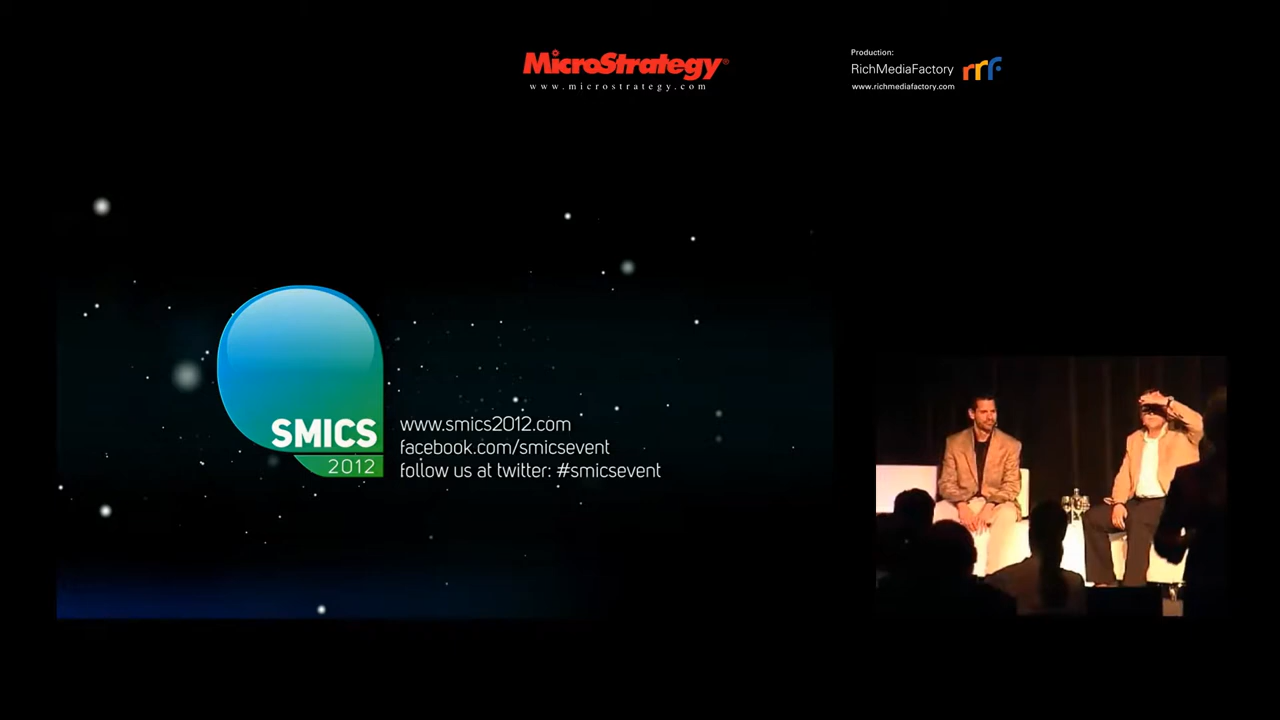 MicroStrategy®
www.microstrategy.com
Production:
RichMediaFactory rrf
www.richmediafactory.com
SMICS
2012
www.smics2012.com
facebook.com/smicsevent
follow us at twitter: #smicsevent